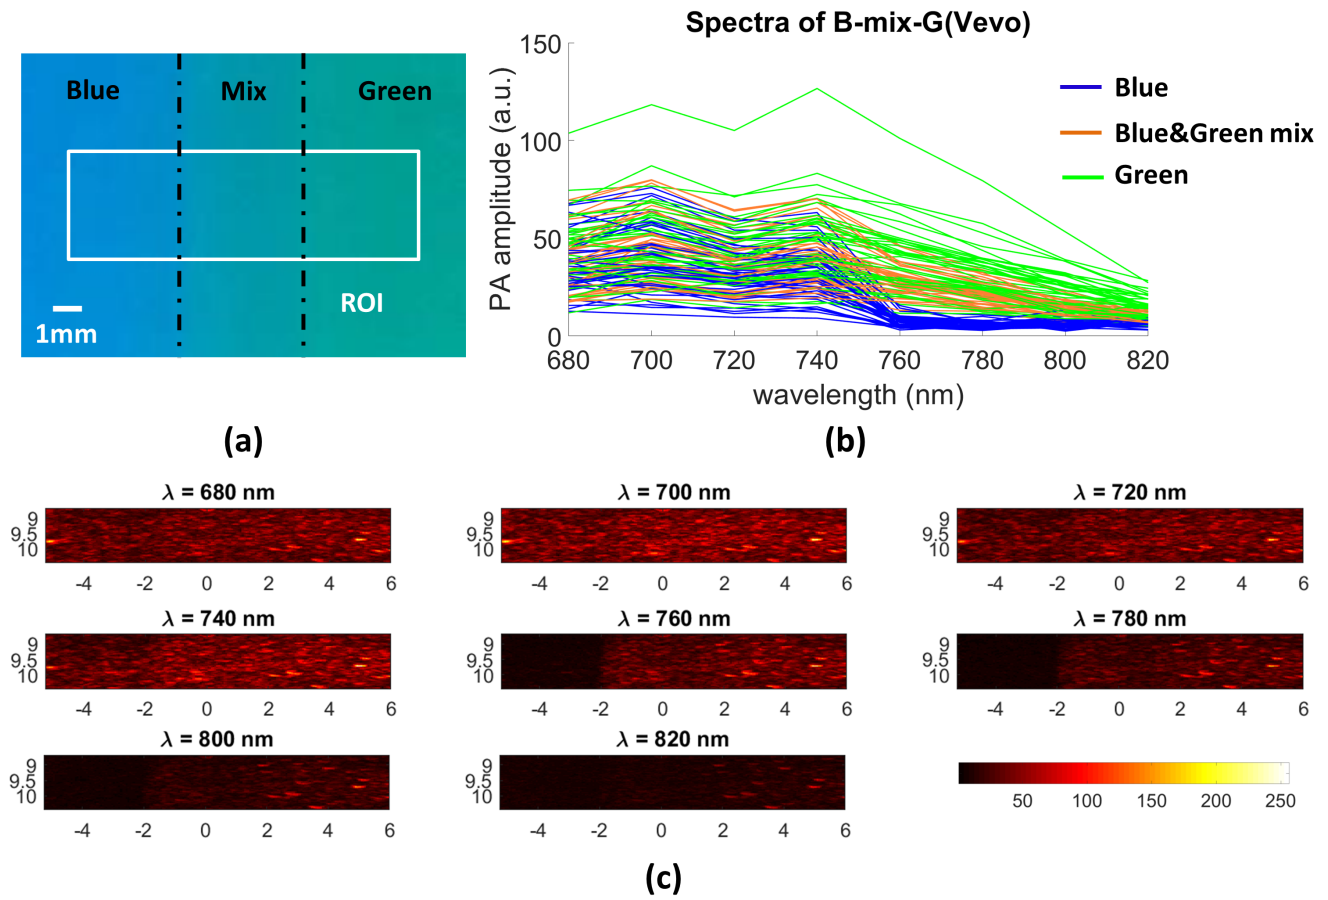 Spectra of B-mix-G(Vevo)
Blue
Mix
Green
ROI
1mm
PA amplitude (a.u.)
150
100
50
0
680 700 720 740 760 780 800 820
wavelength (nm)
Blue
Blue&Green mix
Green
(a)
(b)
λ = 680 nm
9
9.5
10
-4 -2 0 2 4 6
λ = 700 nm
9
9.5
10
-4 -2 0 2 4 6
λ = 720 nm
9
9.5
10
-4 -2 0 2 4 6
λ = 740 nm
9
9.5
10
-4 -2 0 2 4 6
λ = 760 nm
9
9.5
10
-4 -2 0 2 4 6
λ = 780 nm
9
9.5
10
-4 -2 0 2 4 6
λ = 800 nm
9
9.5
10
-4 -2 0 2 4 6
λ = 820 nm
9
9.5
10
-4 -2 0 2 4 6
50 100 150 200 250
(c)